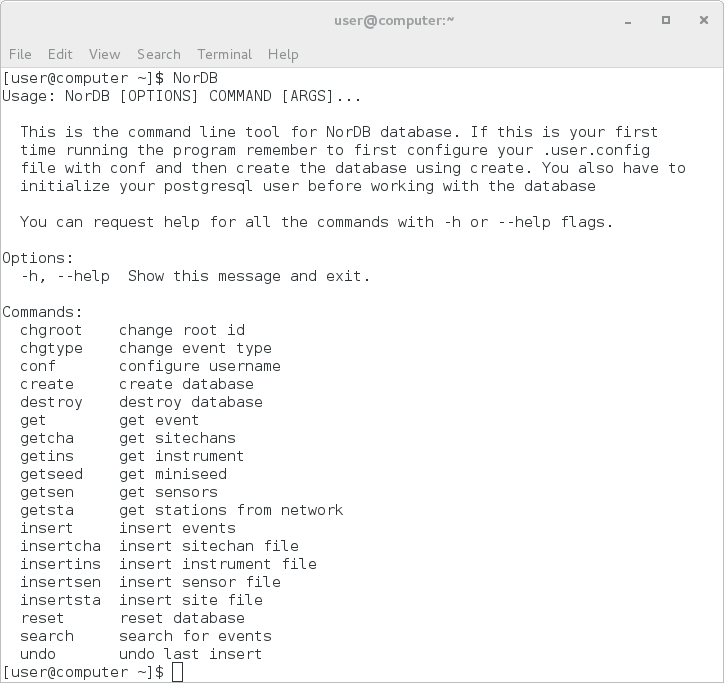 user@computer:~
File Edit View Search Terminal Help
[user@computer ~]$ NorDB
Usage: NorDB [OPTIONS] COMMAND [ARGS]...
This is the command line tool for NorDB database. If this is your first
time running the program remember to first configure your .user.config
file with conf and then create the database using create. You also have to
initialize your postgresql user before working with the database
You can request help for all the commands with -h or --help flags.
Options:
-h, --help  Show this message and exit.
Commands:
chgroot    change root id
chgtype    change event type
conf       configure username
create     create database
destroy    destroy database
get        get event
getcha     get sitechans
getins     get instrument
getseed    get miniseed
getsen     get sensors
getsta     get stations from network
insert     insert events
insertcha  insert sitechan file
insertins  insert instrument file
insertsen  insert sensor file
insertsta  insert site file
reset      reset database
search     search for events
undo       undo last insert
[user@computer ~]$